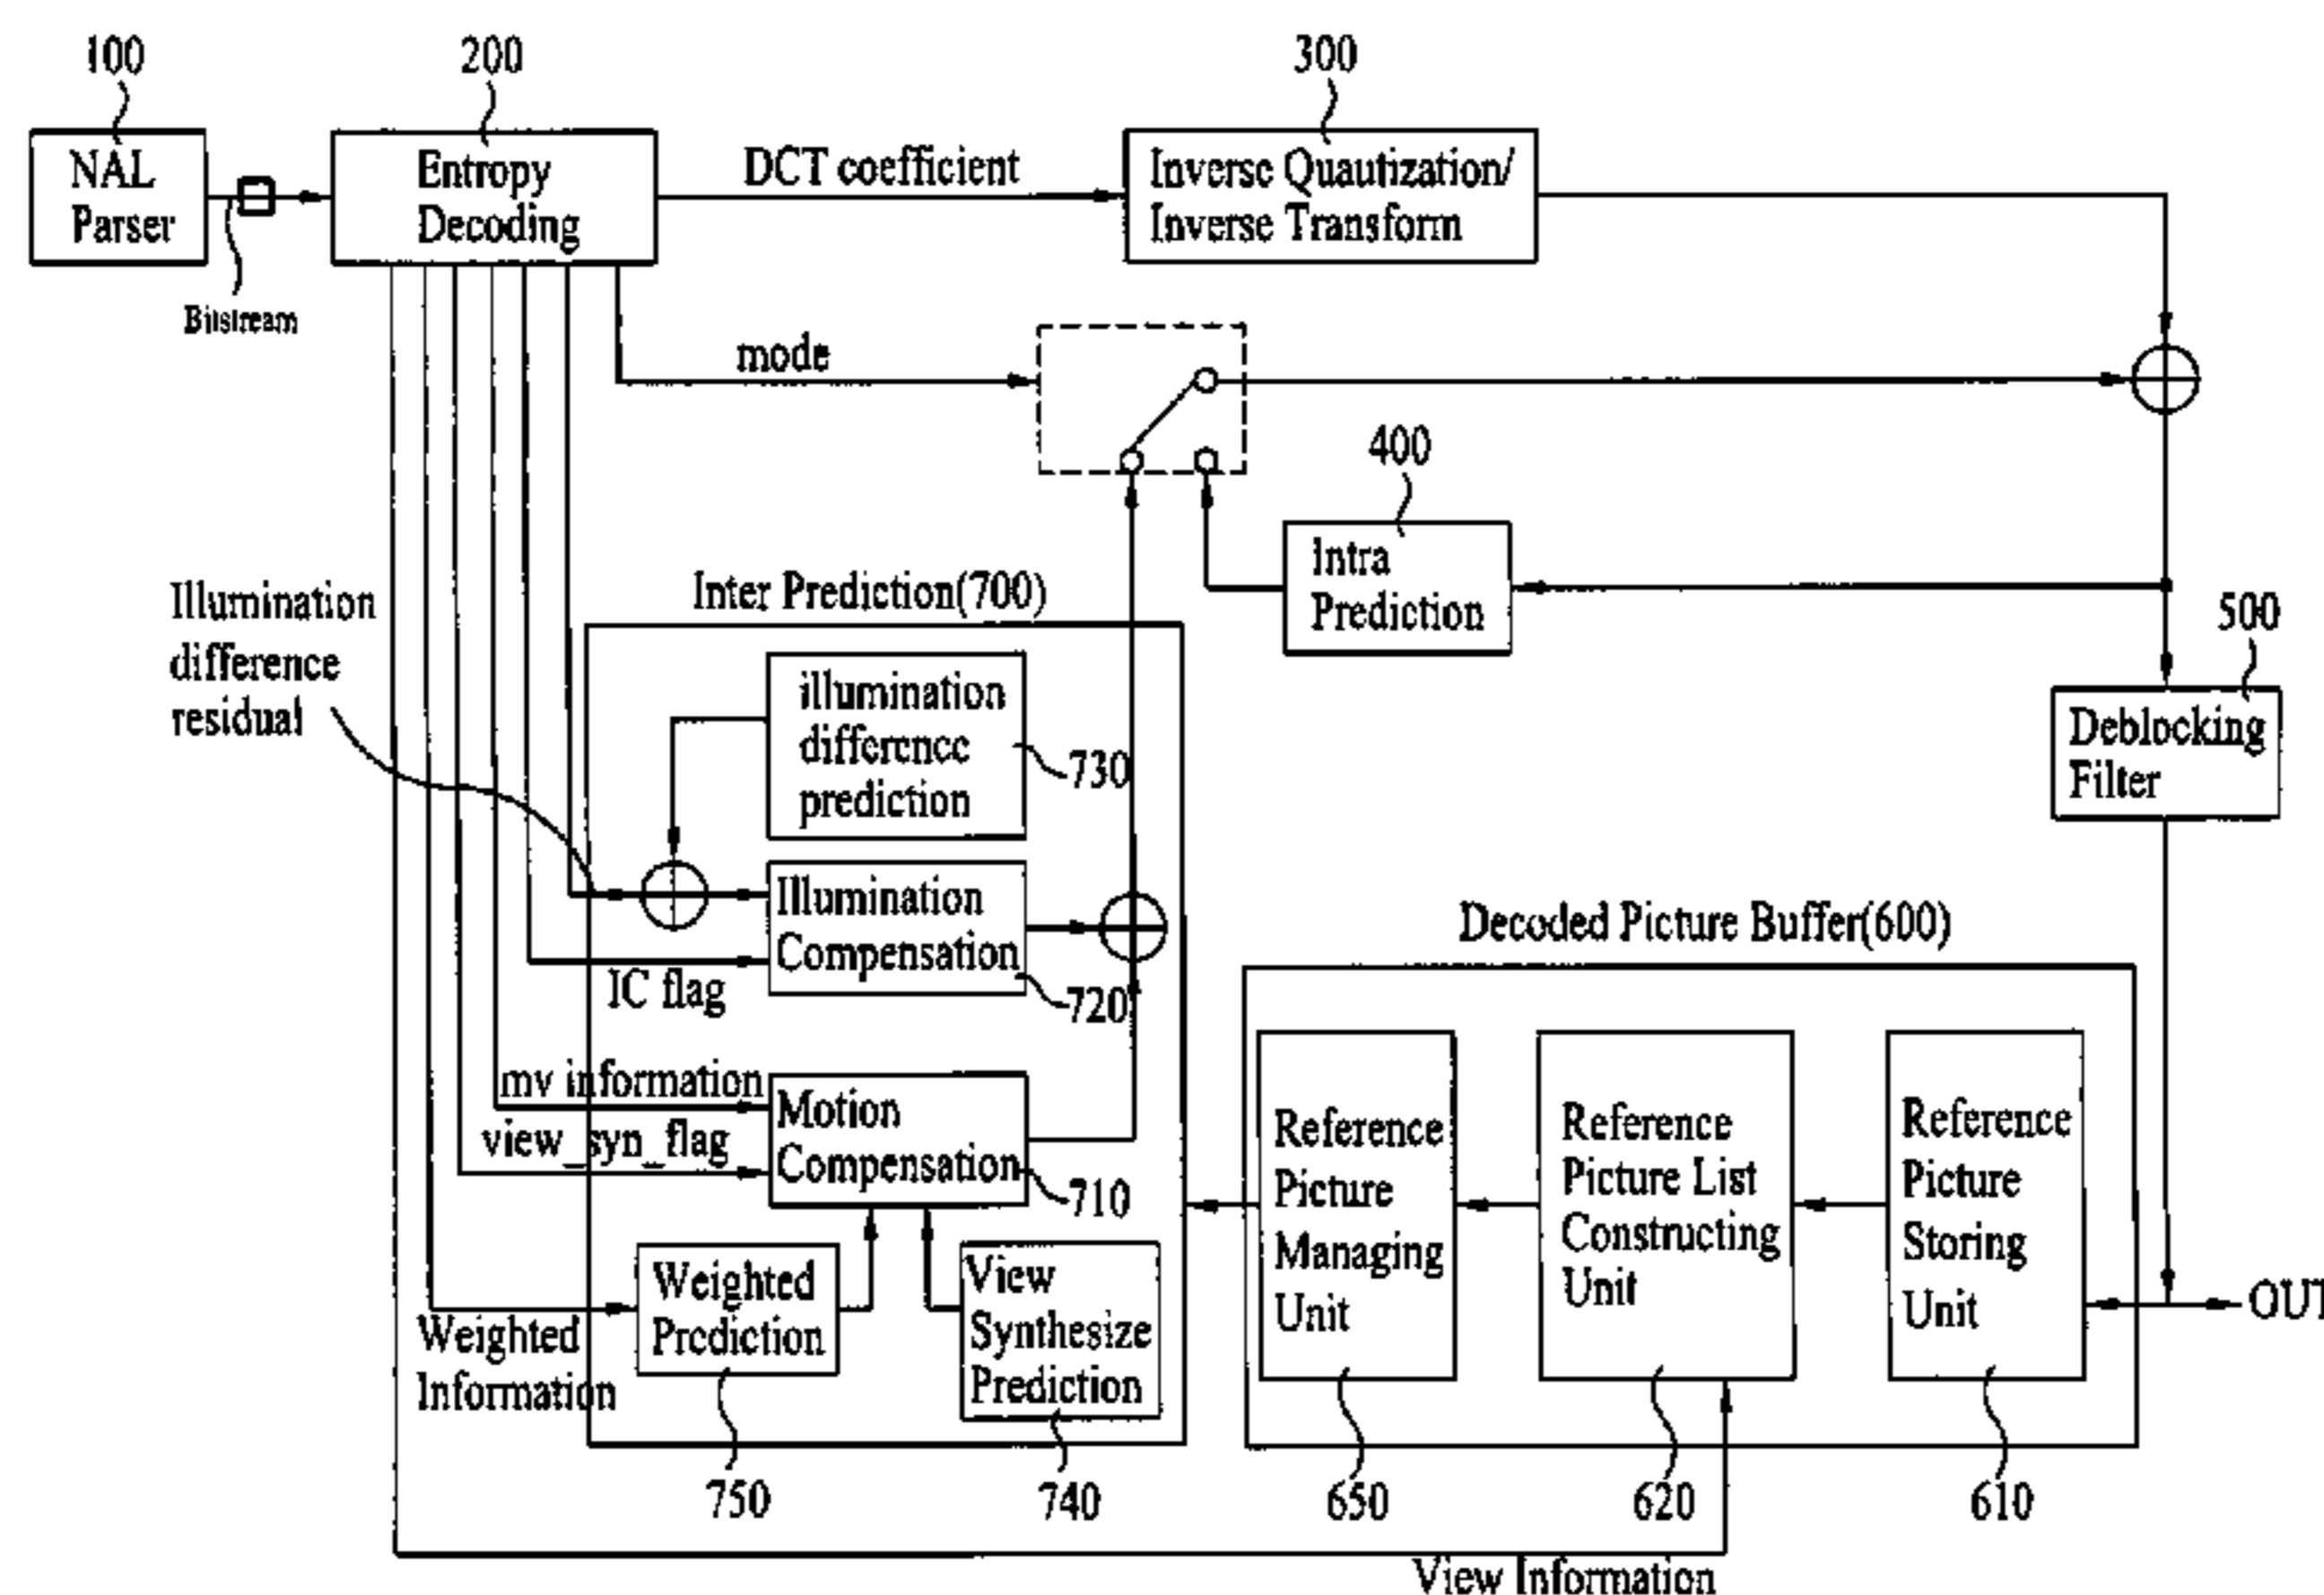 100
200
300
NAL
Parser
Entropy
Decoding
DCT coefficient
Inverse Quautization/
Inverse Transform
Bitstream
mode
400
Intra
Prediction
Inter Prediction(700)
Illumination
difference
residual
500
Deblocking
Filter
illumination
difference
prediction
730
Illumination
Compensation
720
IC flag
Decoded Picture Buffer(600)
mv information
view_syn_flag
Motion
Compensation
710
Reference
Picture
Managing
Unit
Reference
Picture List
Constructing
Unit
Reference
Picture
Storing
Unit
OUT
Weighted
Information
Weighted
Prediction
View
Synthesize
Prediction
750
740
650
620
610
View Information